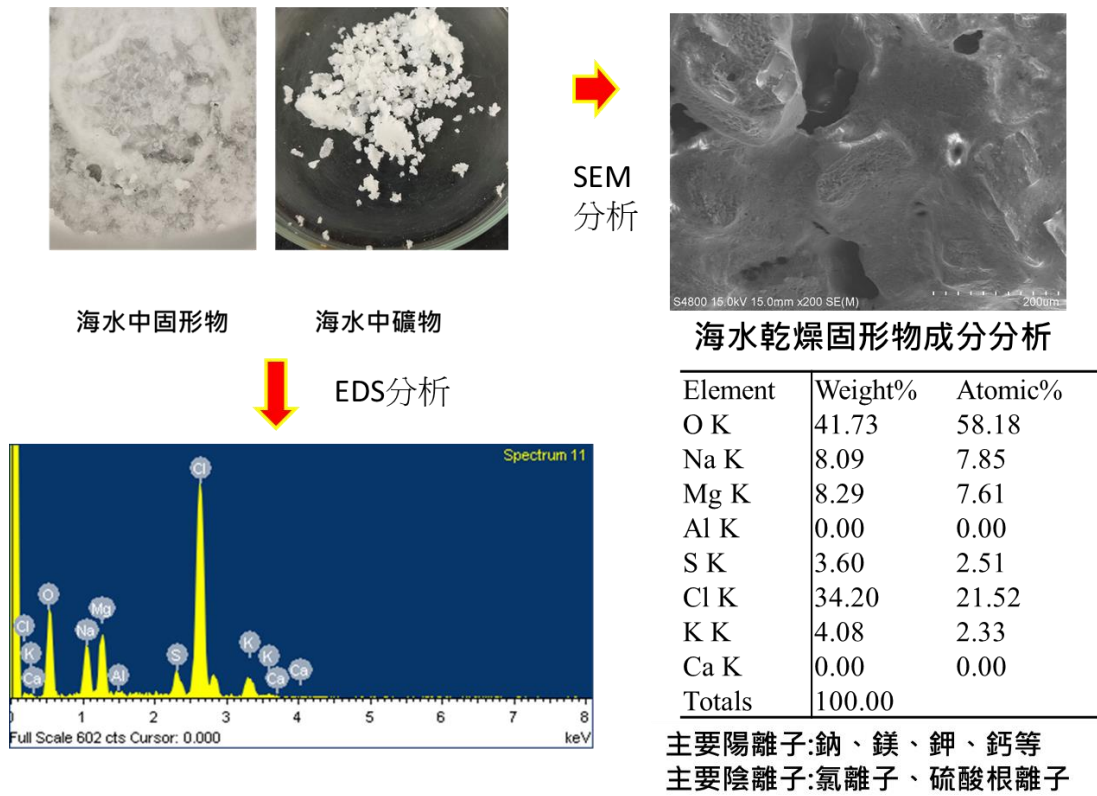 SEM
分析
S4800 15.0kV 15.0mm x200 SE(M)
200um
海水中固形物
海水中礦物
EDS分析
海水乾燥固形物成分分析
Element Weight% Atomic%
O K 41.73 58.18
Na K 8.09 7.85
Mg K 8.29 7.61
Al K 0.00 0.00
S K 3.60 2.51
Cl K 34.20 21.52
K K 4.08 2.33
Ca K 0.00 0.00
Totals 100.00
Spectrum 11
Cl
O
Mg
Cl
Na
K
K
S
K
Ca
Al
Ca
Ca
1 2 3 4 5 6 7 8
Full Scale 602 cts Cursor: 0.000
keV
主要陽離子:鈉、鎂、鉀、鈣等
主要陰離子:氯離子、硫酸根離子